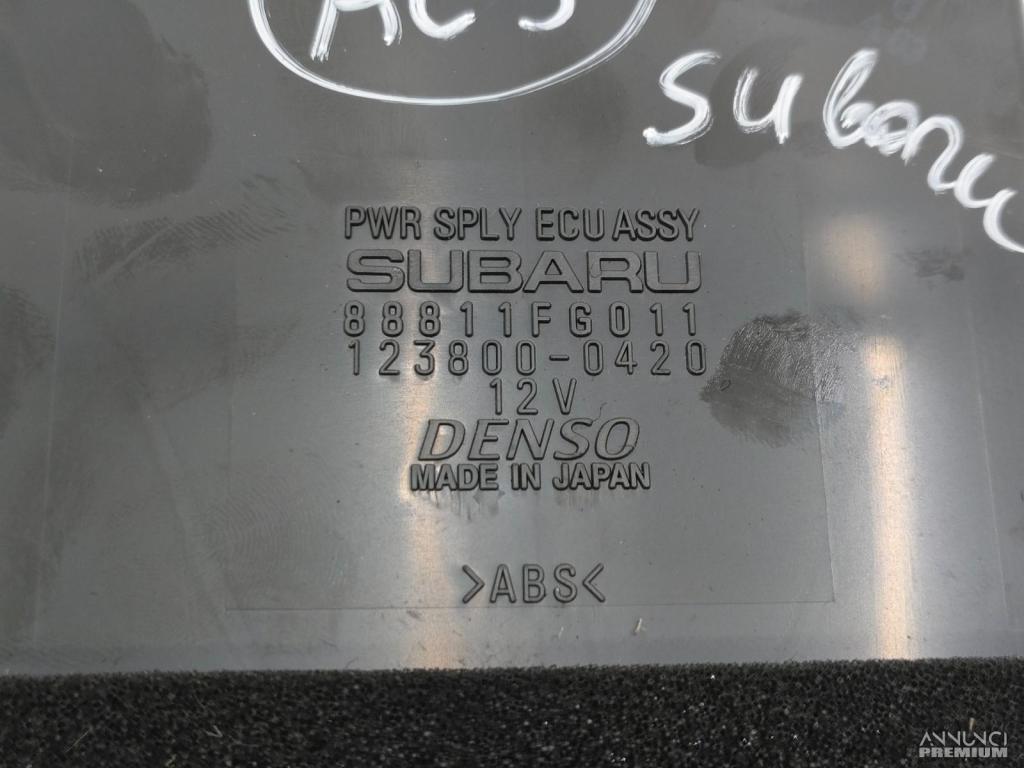 Subaru
PWR SPLY ECU ASSY
SUBARU
88811FG011
123800-0420
12V
DENSO
MADE IN JAPAN
>ABS<
ANNUNCI
PREMIUM